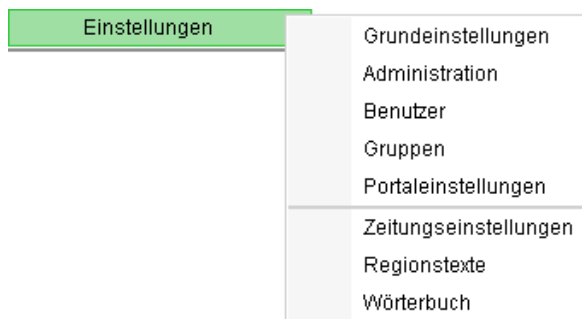 Einstellungen
Grundeinstellungen
Administration
Benutzer
Gruppen
Portaleinstellungen
Zeitungseinstellungen
Regionstexte
Wörterbuch